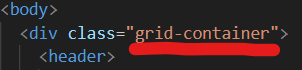 <body>
<div class="grid-container">
<header>